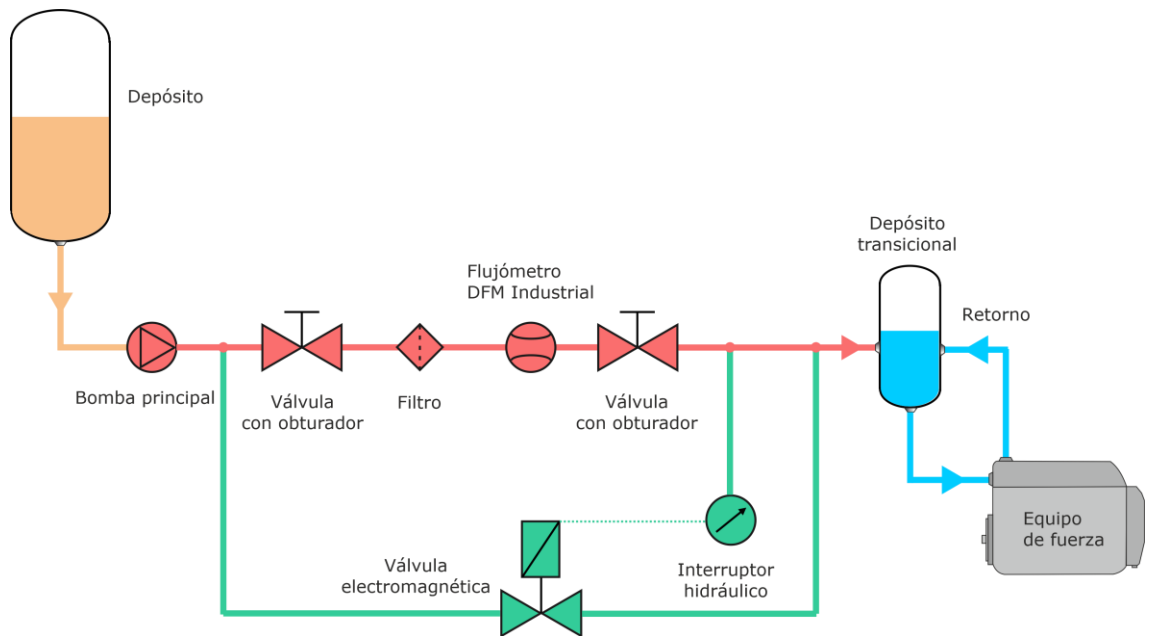 Depósito
Depósito
transicional
Flujómetro
DFM Industrial
Retorno
Bomba principal
Válvula
con obturador
Filtro
Válvula
con obturador
Equipo
de fuerza
Válvula
electromagnética
Interruptor
hidráulico